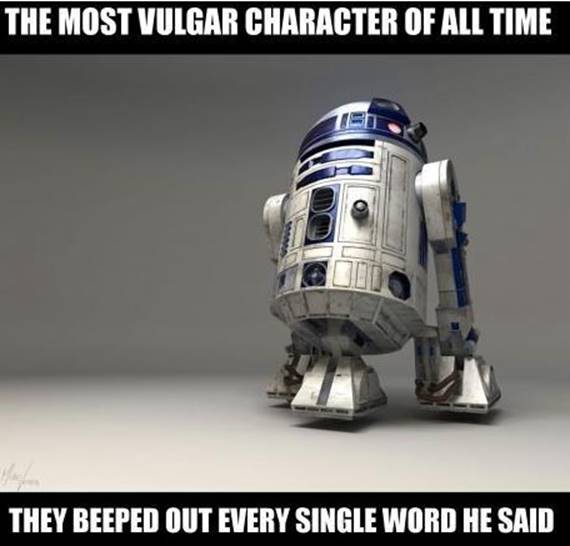 THE MOST VULGAR CHARACTER OF ALL TIME
THEY BEEPED OUT EVERY SINGLE WORD HE SAID